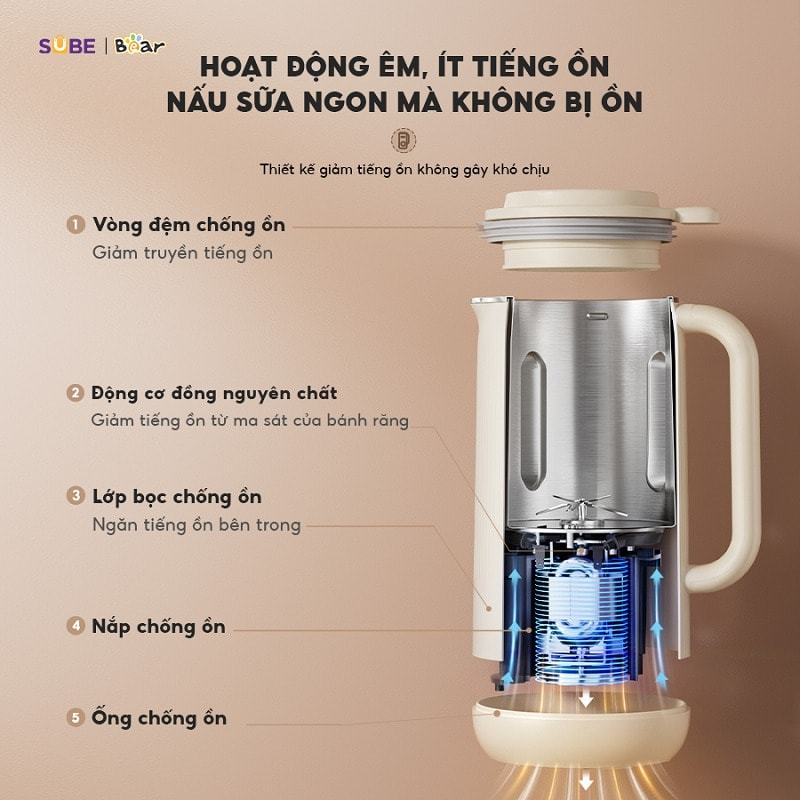 SUBE | Bear
HOẠT ĐỘNG ÊM, ÍT TIẾNG ỒN
NẤU SỮA NGON MÀ KHÔNG BỊ ỒN
Thiết kế giảm tiếng ồn không gây khó chịu
1 Vòng đệm chống ồn
Giảm truyền tiếng ồn
2 Động cơ đồng nguyên chất
Giảm tiếng ồn từ ma sát của bánh răng
3 Lớp bọc chống ồn
Ngăn tiếng ồn bên trong
4 Nắp chống ồn
5 Ống chống ồn